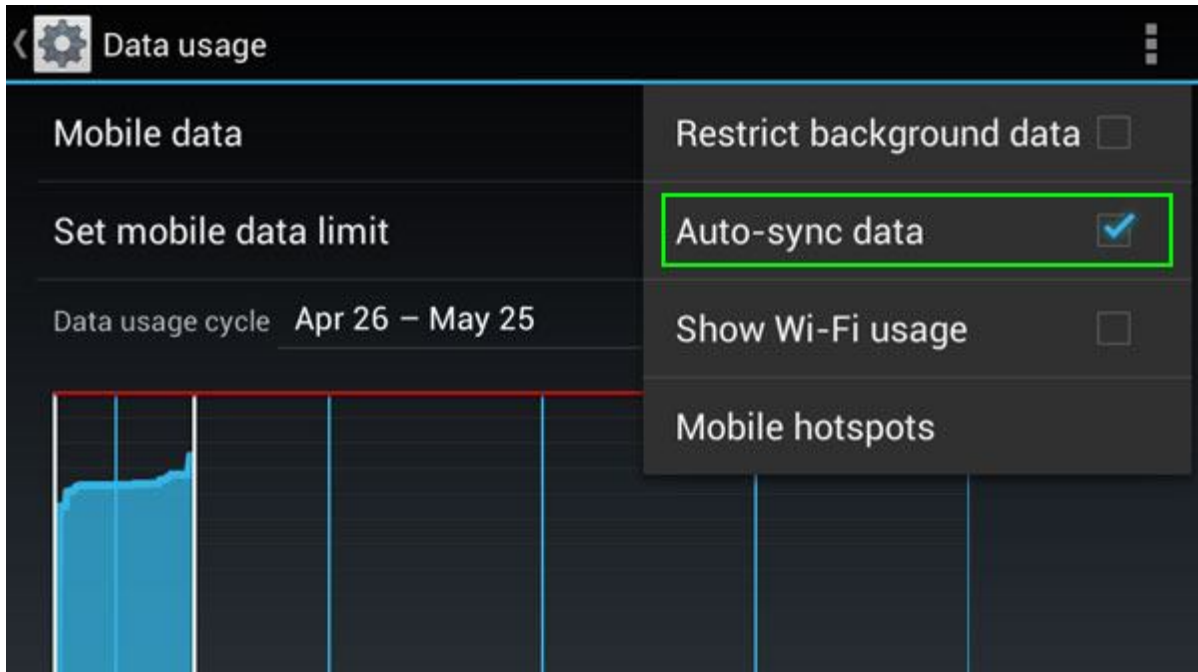 Data usage
Mobile data
Set mobile data limit
Data usage cycle Apr 26 – May 25
Restrict background data
Auto-sync data
Show Wi-Fi usage
Mobile hotspots